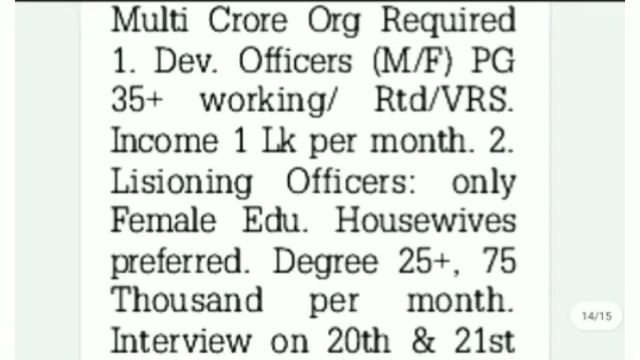 Multi Crore Org Required
1. Dev. Officers (M/F) PG
35+ working/ Rtd/VRS.
Income 1 Lk per month. 2.
Lisioning Officers: only
Female Edu. Housewives
preferred. Degree 25+, 75
Thousand per month.
Interview on 20th & 21st
14/15